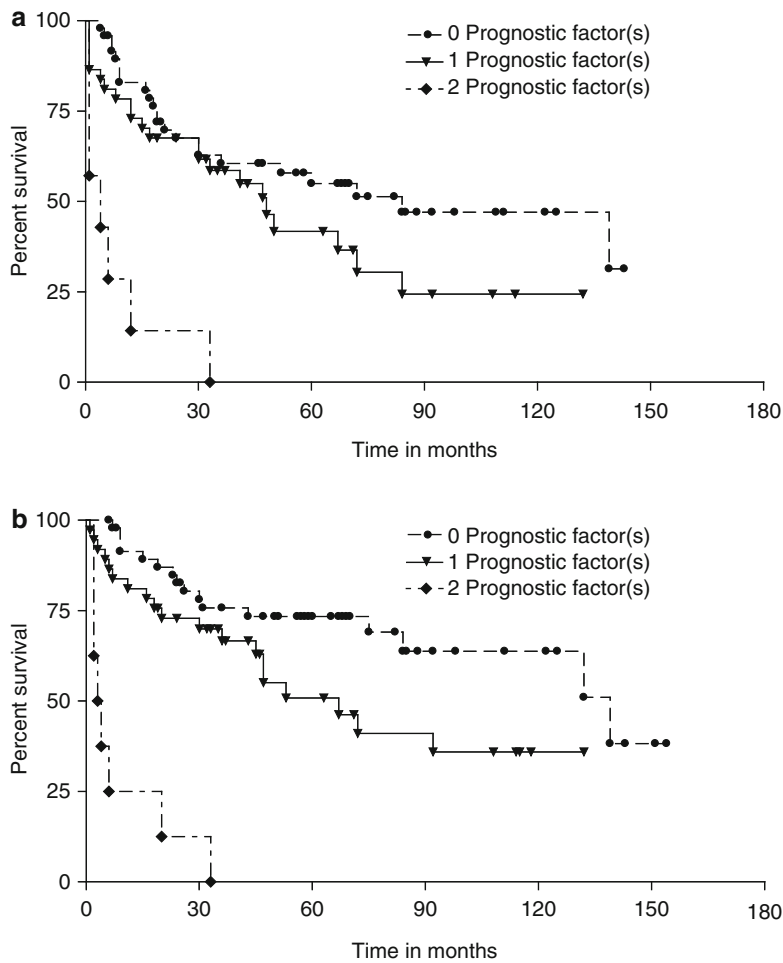 a
100
75
50
25
0
Percent survival
0 Prognostic factor(s)
1 Prognostic factor(s)
2 Prognostic factor(s)
0 30 60 90 120 150 180
Time in months
b
100
75
50
25
0
Percent survival
0 Prognostic factor(s)
1 Prognostic factor(s)
2 Prognostic factor(s)
0 30 60 90 120 150 180
Time in months